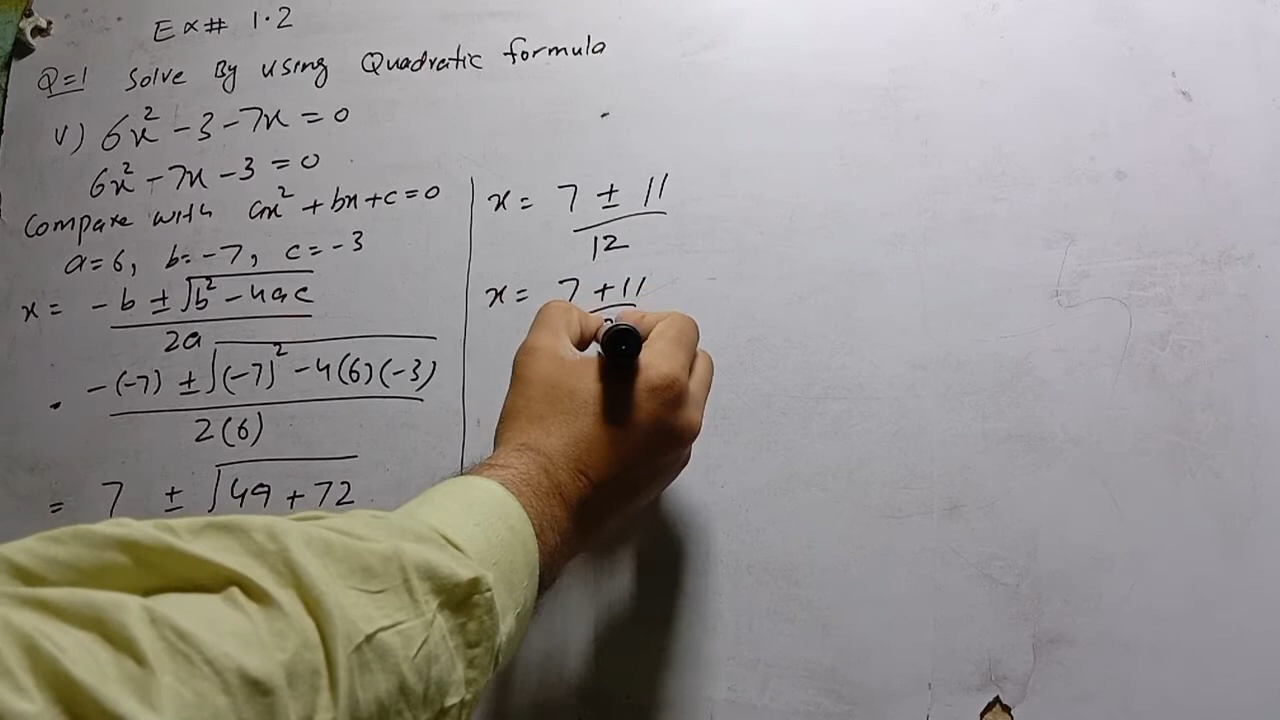 Ex# 1.2
Q=1 Solve By using Quadratic formula
v) 6x² - 3 - 7x = 0
6x² - 7x - 3 = 0
Compare with ax² + bx + c = 0
a = 6, b = -7, c = -3
x = -b ± √b² - 4ac
2a
-(-7) ± √(-7)² - 4(6)(-3)
2(6)
= 7 ± √49 + 72
x = 7 ± 11
12
x = 7 + 11